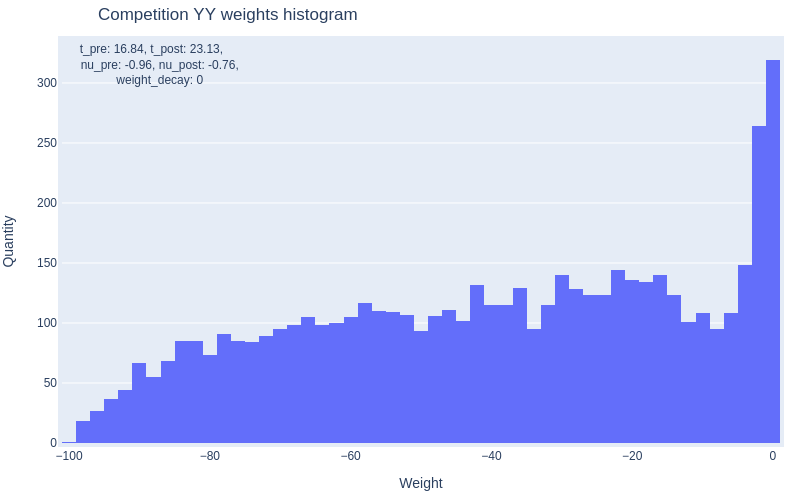 Competition YY weights histogram
t_pre: 16.84, t_post: 23.13,
nu_pre: -0.96, nu_post: -0.76,
weight_decay: 0
Quantity
300
250
200
150
100
50
0
−100
−80
−60
−40
−20
0
Weight